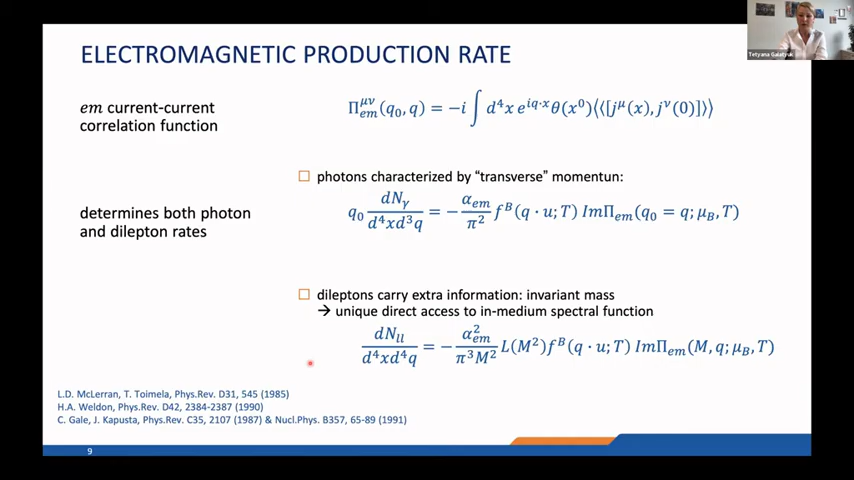 ELECTROMAGNETIC PRODUCTION RATE
Tetyana Galatyuk
em current-current
correlation function
Π_em^{μν}(q_0, q) = −i ∫ d^4x e^{iq·x} θ(x^0)⟨⟨[j^μ(x), j^ν(0)]⟩⟩
determines both photon
and dilepton rates
□ photons characterized by “transverse” momentun:
q_0 dN_γ/d^4xd^3q = − α_em/π^2 f^B(q · u; T) ImΠ_em(q_0 = q; μ_B, T)
□ dileptons carry extra information: invariant mass
→ unique direct access to in-medium spectral function
dN_ll/d^4xd^4q = − α_em^2/π^3M^2 L(M^2) f^B(q · u; T) ImΠ_em(M, q; μ_B, T)
L.D. McLerran, T. Toimela, Phys.Rev. D31, 545 (1985)
H.A. Weldon, Phys.Rev. D42, 2384-2387 (1990)
C. Gale, J. Kapusta, Phys.Rev. C35, 2107 (1987) & Nucl.Phys. B357, 65-89 (1991)
9